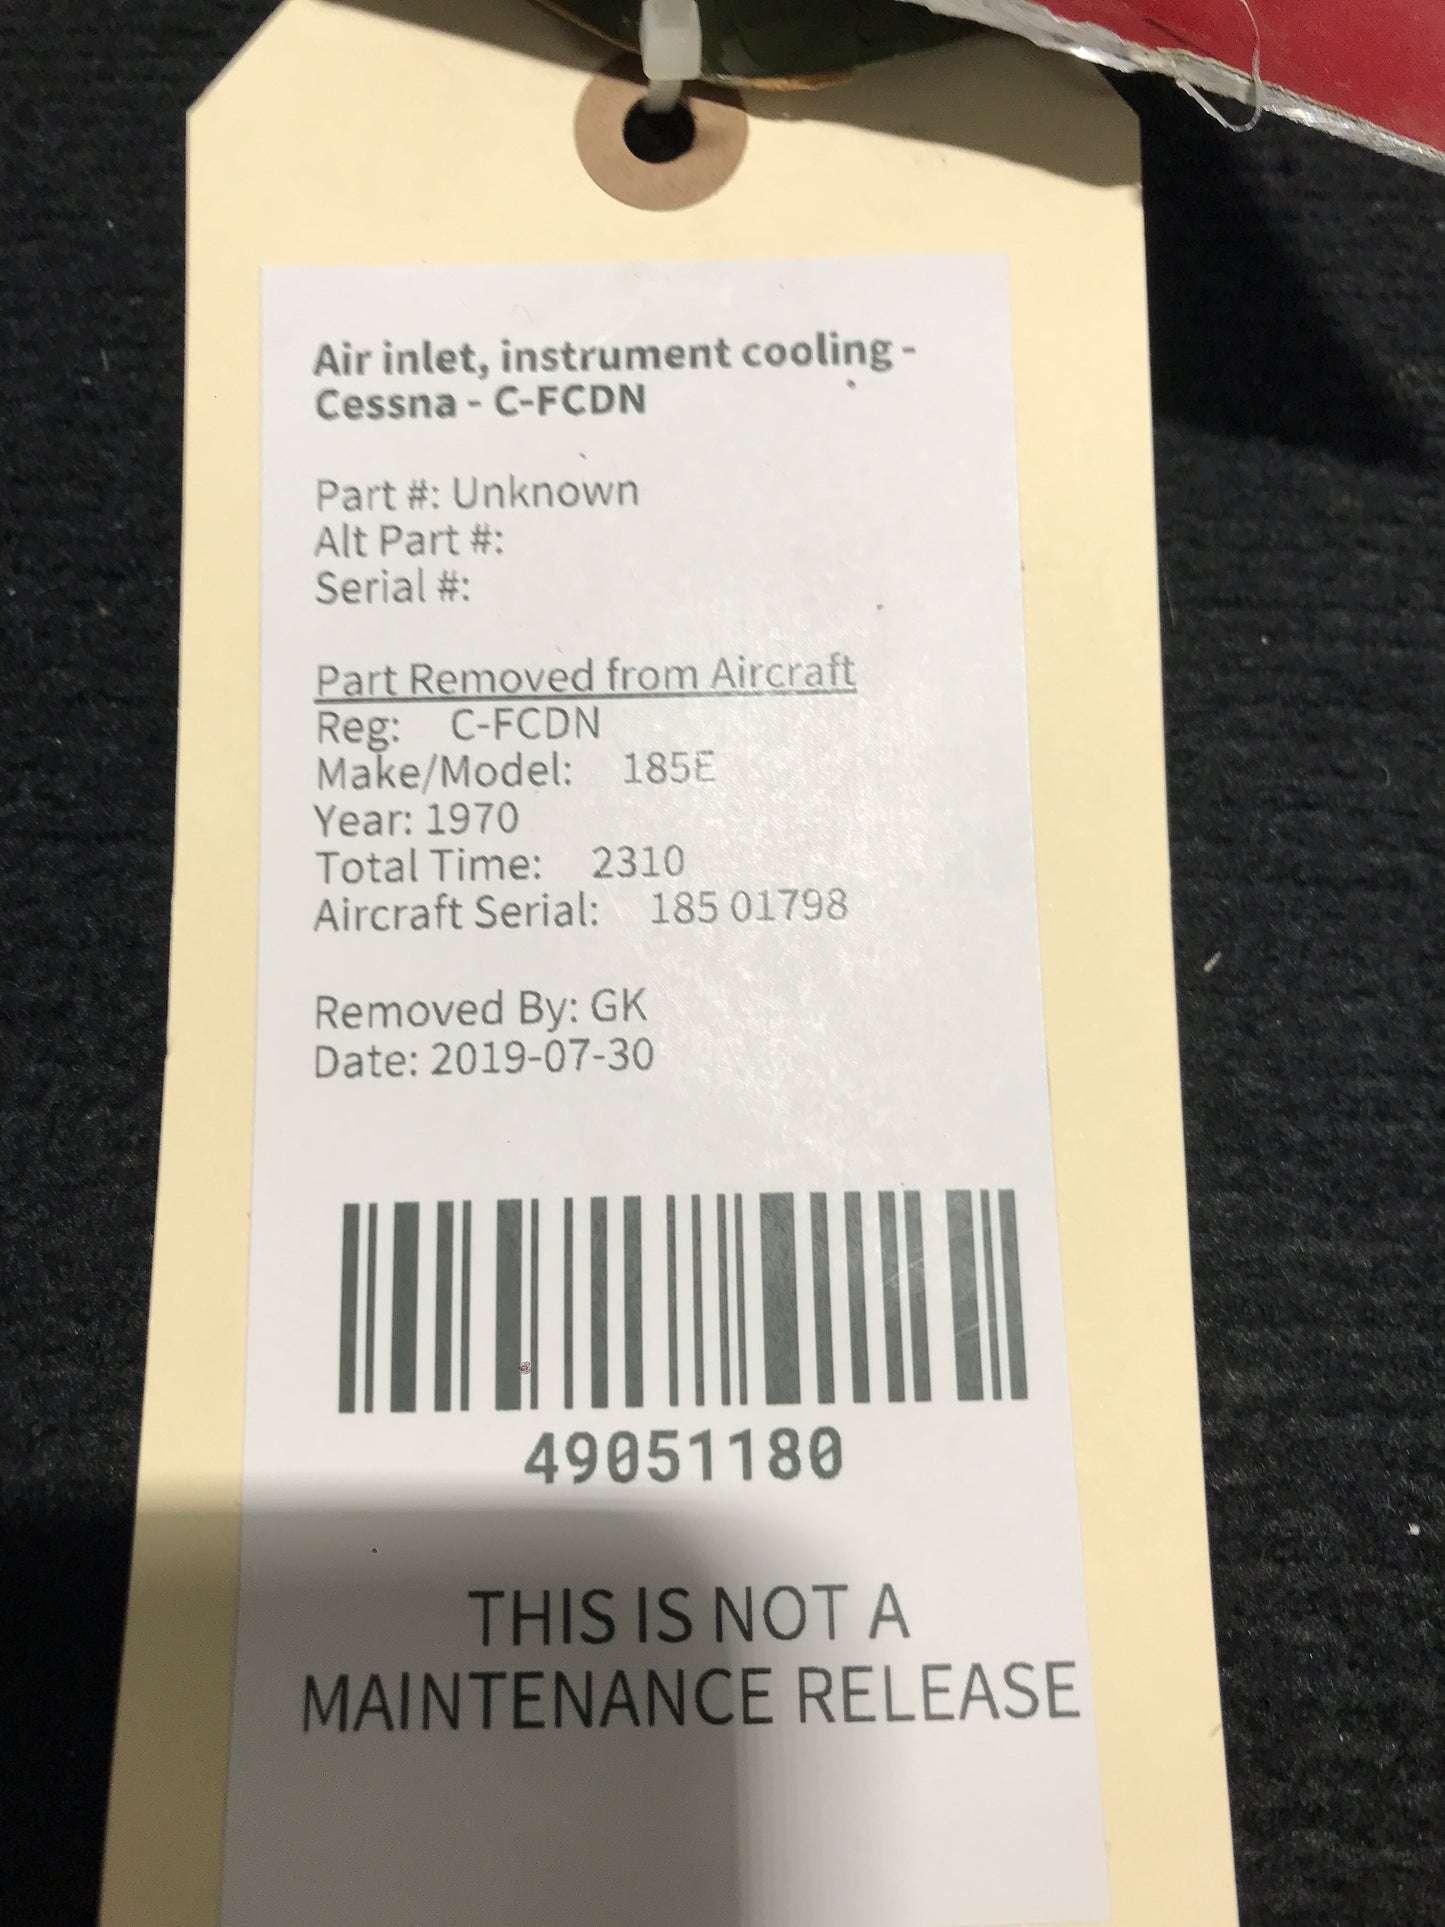 Air inlet, instrument cooling -
Cessna - C-FCDN
Part #: Unknown
Alt Part #:
Serial #:
Part Removed from Aircraft
Reg: C-FCDN
Make/Model: 185E
Year: 1970
Total Time: 2310
Aircraft Serial: 185 01798
Removed By: GK
Date: 2019-07-30
49051180
THIS IS NOT A
MAINTENANCE RELEASE